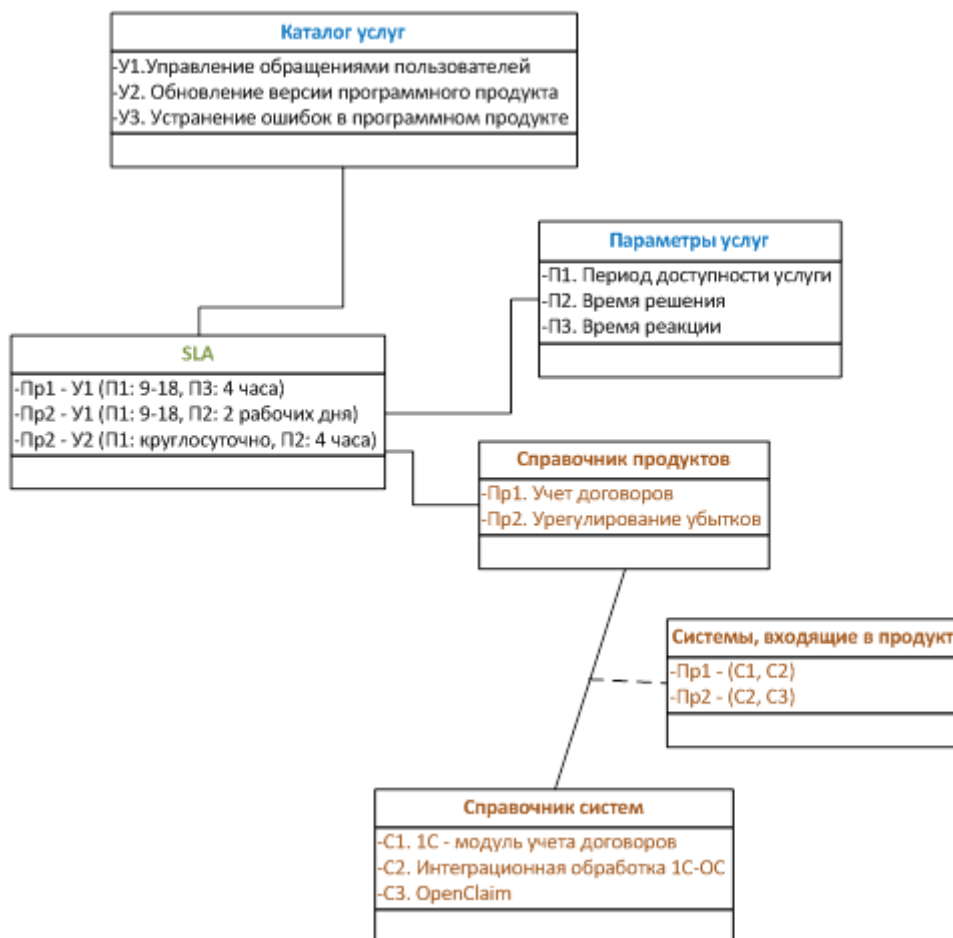 Каталог услуг
-У1.Управление обращениями пользователей
-У2. Обновление версии программного продукта
-У3. Устранение ошибок в программном продукте
Параметры услуг
-П1. Период доступности услуги
-П2. Время решения
-П3. Время реакции
SLA
-Пр1 - У1 (П1: 9-18, П3: 4 часа)
-Пр2 - У1 (П1: 9-18, П2: 2 рабочих дня)
-Пр2 - У2 (П1: круглосуточно, П2: 4 часа)
Справочник продуктов
-Пр1. Учет договоров
-Пр2. Урегулирование убытков
Системы, входящие в продукт
-Пр1 - (С1, С2)
-Пр2 - (С2, С3)
Справочник систем
-С1. 1С - модуль учета договоров
-С2. Интеграционная обработка 1С-ОС
-С3. OpenClaim